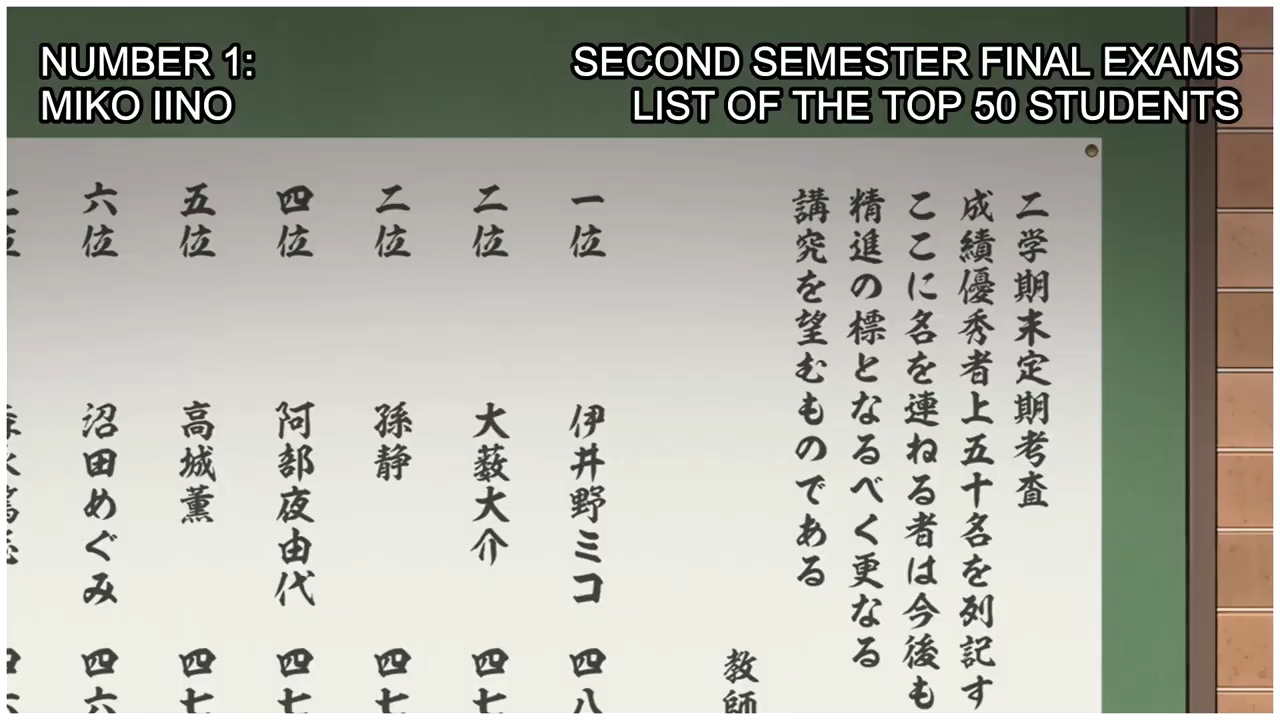 NUMBER 1:
MIKO IINO
SECOND SEMESTER FINAL EXAMS
LIST OF THE TOP 50 STUDENTS
二学期末定期考査
成績優秀者上五十名を列記す
ここに名を連ねる者は今後も
精進の標となるべく更なる
講究を望むものである
教師
一位 伊井野ミコ 四八
二位 大薮大介 四七
二位 孫静 四七
四位 阿部夜由代 四七
五位 高城薫 四七
六位 沼田めぐみ 四六